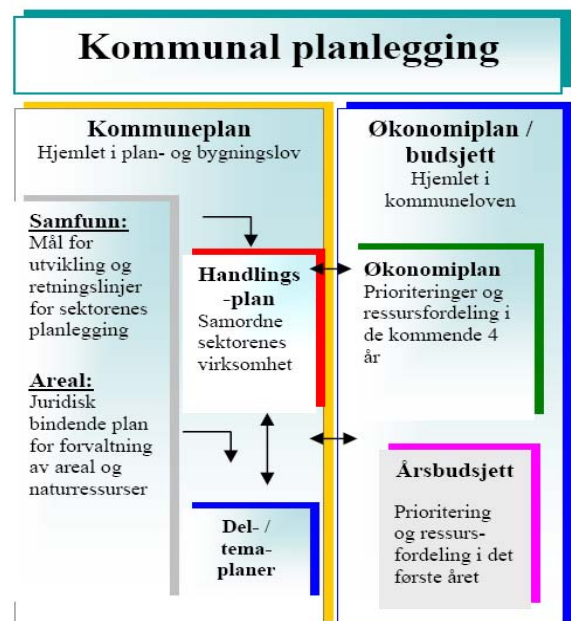 Kommunal planlegging
Kommuneplan
Hjemlet i plan- og bygningslov
Samfunn:
Mål for
utvikling og
retningslinjer
for sektorenes
planlegging
Areal:
Juridisk
bindende plan
for forvaltning
av areal og
naturressurser
Handlings
-plan
Samordne
sektorenes
virksomhet
Del- /
tema-
planer
Økonomiplan /
budsjett
Hjemlet i
kommuneloven
Økonomiplan
Prioriteringer og
ressursfordeling i
de kommende 4
år
Årsbudsjett
Prioritering
og ressurs-
fordeling i det
første året